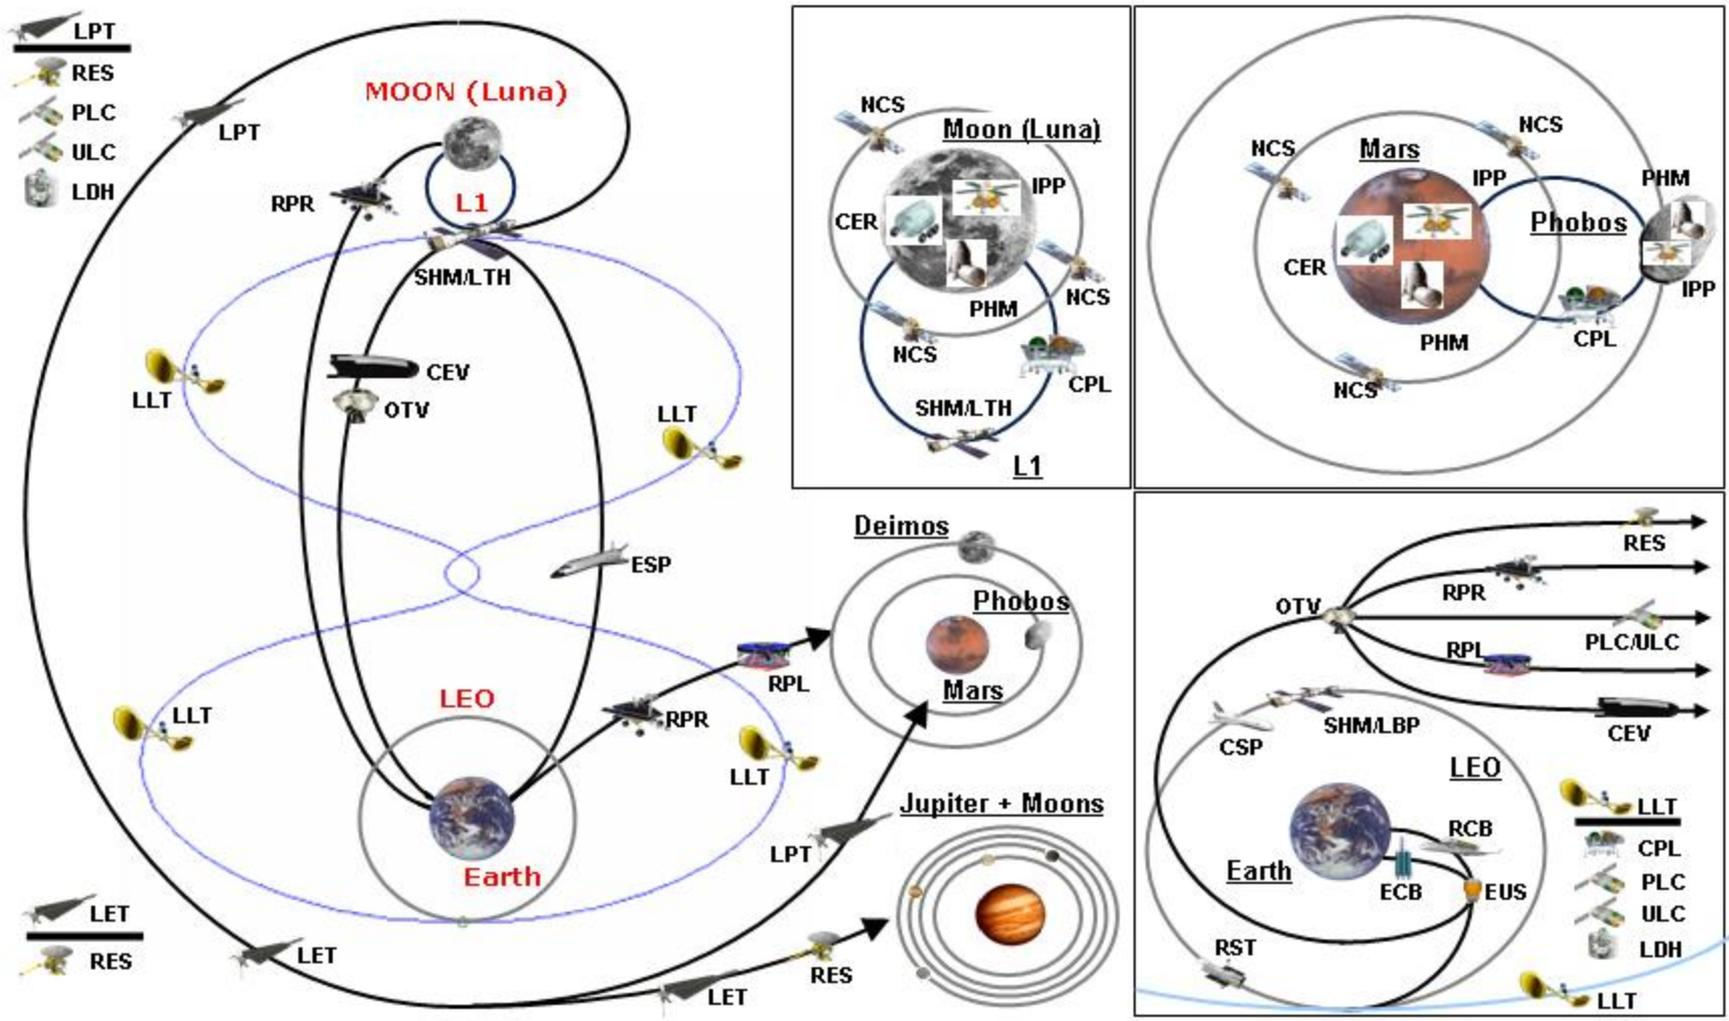 LPT
RES
PLC
ULC
LDH
LPT
MOON (Luna)
RPR
L1
SHM/LTH
LLT
CEV
OTV
LLT
ESP
LEO
LLT
RPR
RPL
LLT
Earth
LET
RES
LET
LET
RES
LPT
Deimos
Phobos
Mars
Jupiter + Moons
NCS
Moon (Luna)
IPP
CER
NCS
PHM
NCS
CPL
SHM/LTH
L1
NCS
NCS
Mars
IPP
PHM
Phobos
CER
IPP
PHM
CPL
NCS
RES
RPR
OTV
PLC/ULC
RPL
CEV
SHM/LBP
CSP
LEO
LLT
RCB
CPL
Earth
ECB
EUS
PLC
ULC
RST
LDH
LLT